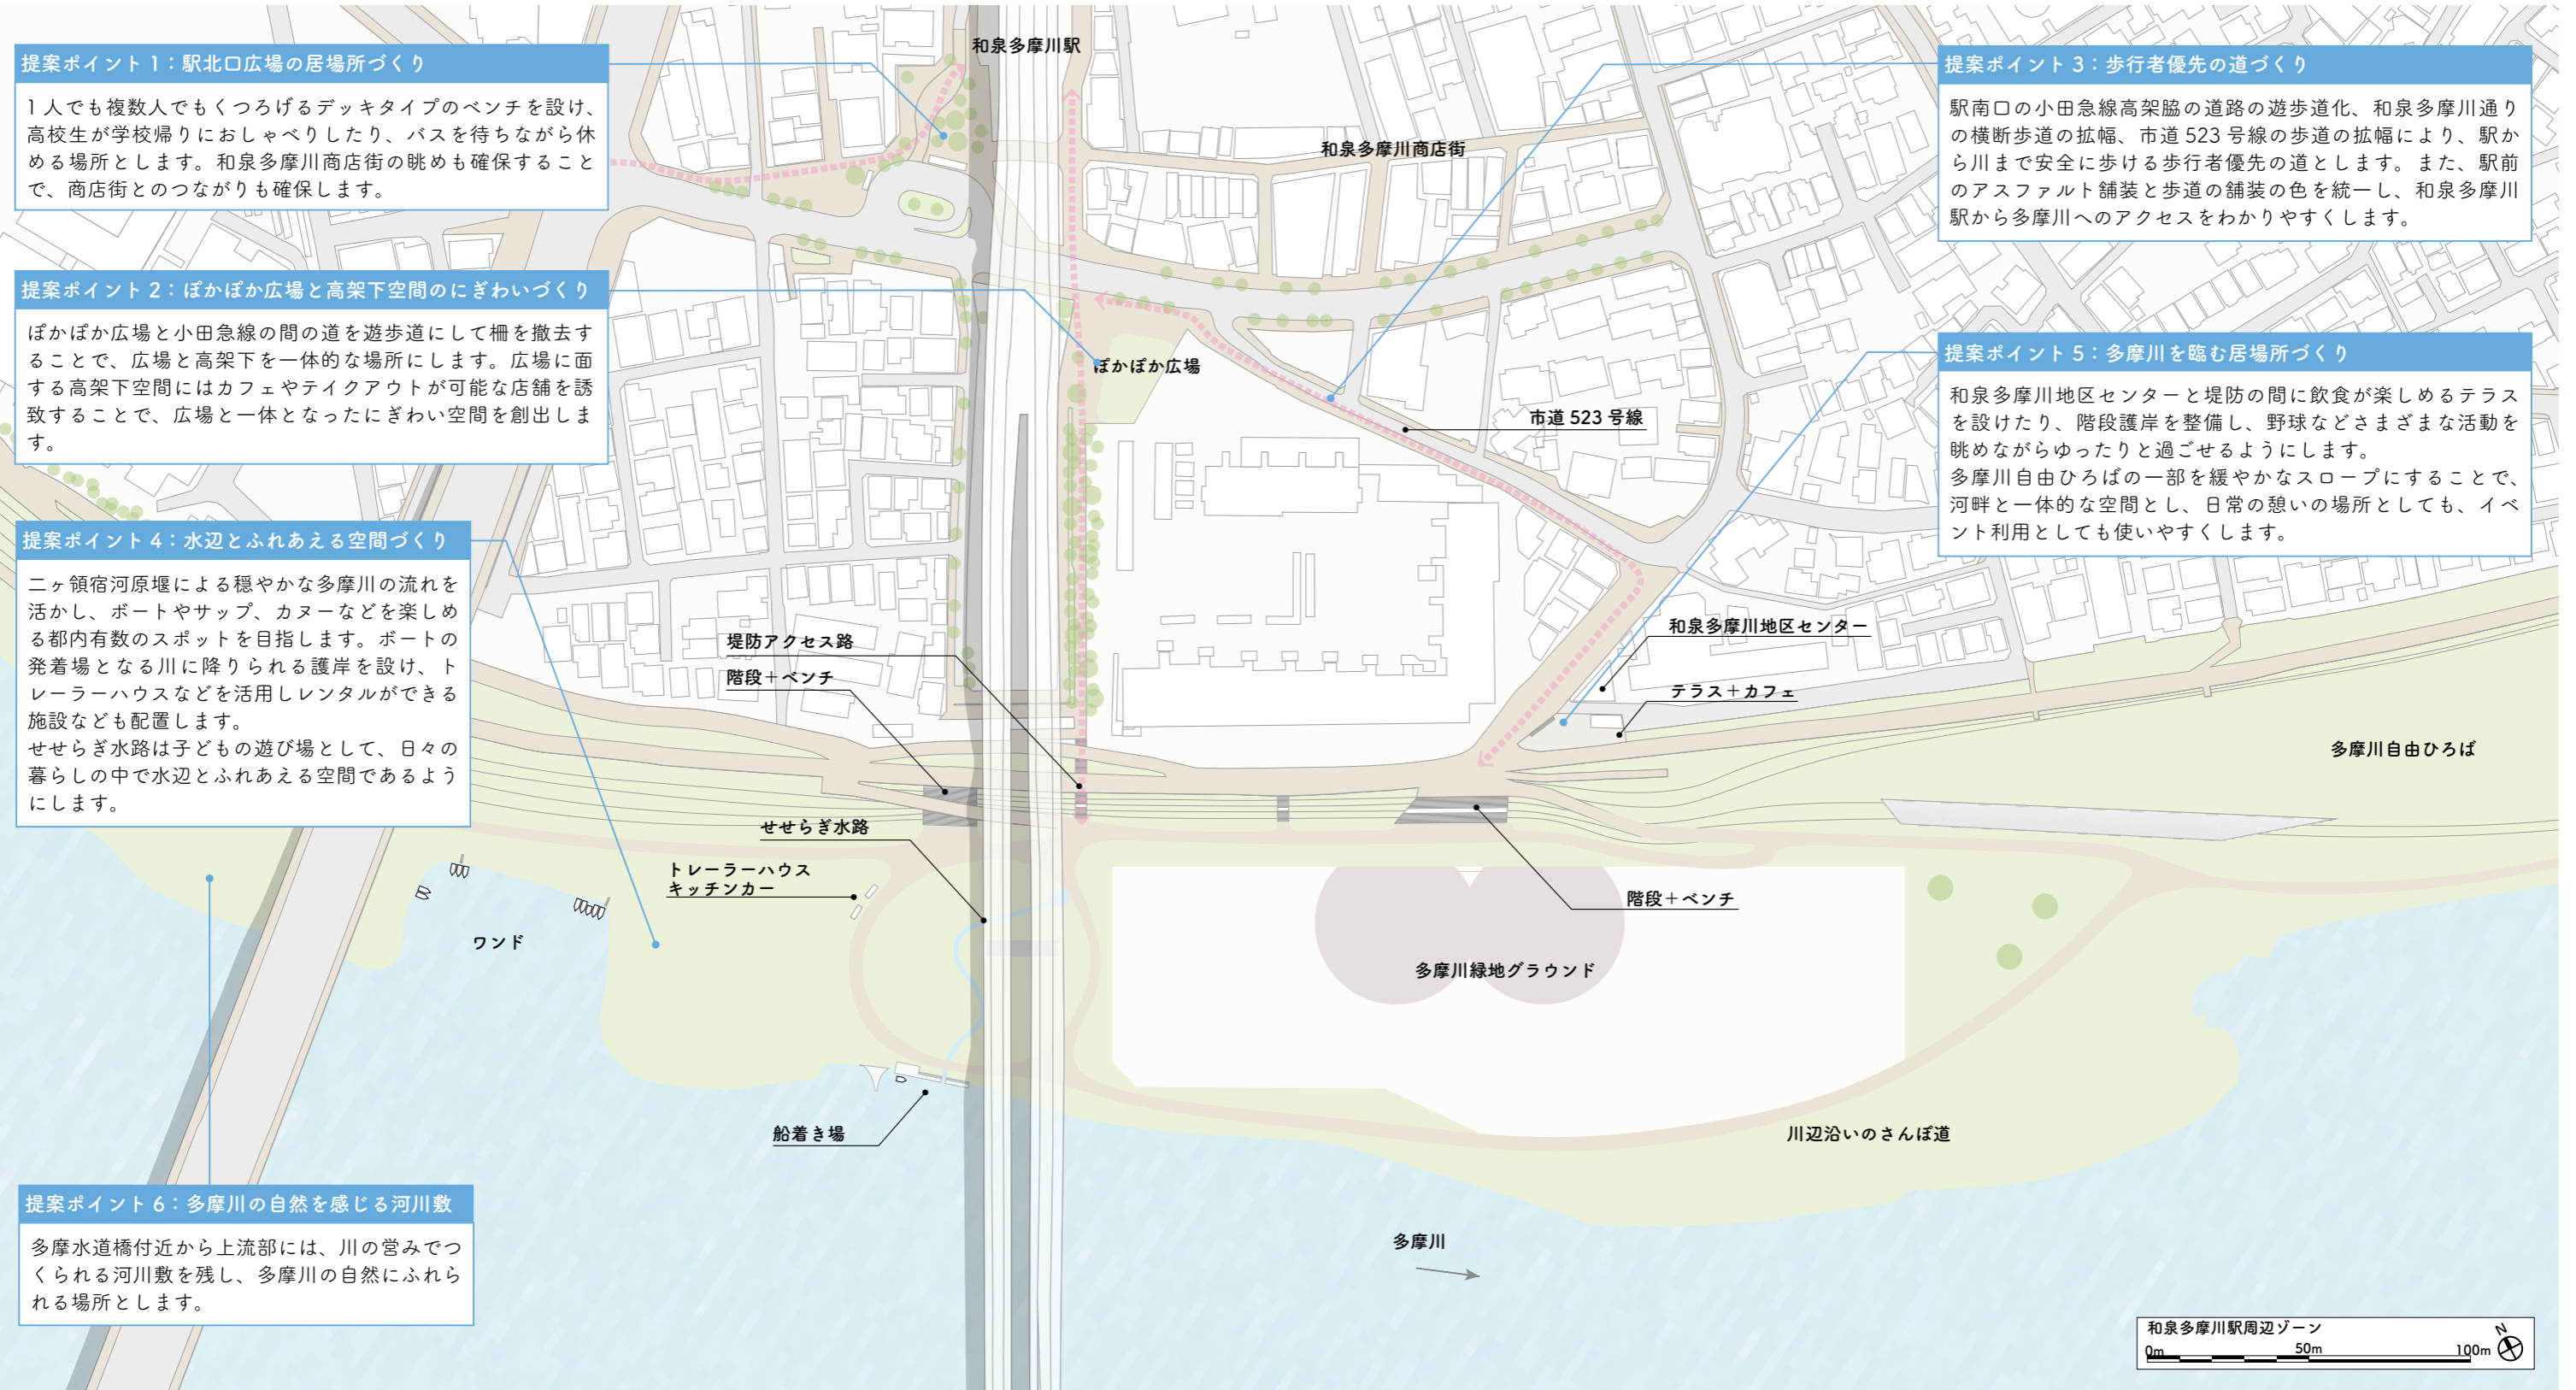 提案ポイント1：駅北口広場の居場所づくり
1人でも複数人でもくつろげるデッキタイプのベンチを設け、
高校生が学校帰りにおしゃべりしたり、バスを待ちながら休
める場所とします。和泉多摩川商店街の眺めも確保すること
で、商店街とのつながりも確保します。
提案ポイント2：ぽかぽか広場と高架下空間のにぎわいづくり
ぽかぽか広場と小田急線の間の道を遊歩道にして柵を撤去す
ることで、広場と高架下を一体的な場所にします。広場に面
する高架下空間にはカフェやテイクアウトが可能な店舗を誘
致することで、広場と一体となったにぎわい空間を創出しま
す。
提案ポイント4：水辺とふれあえる空間づくり
二ヶ領宿河原堰による穏やかな多摩川の流れを
活かし、ボートやサップ、カヌーなどを楽しめ
る都内有数のスポットを目指します。ボートの
発着場となる川に降りられる護岸を設け、ト
レーラーハウスなどを活用しレンタルができる
施設なども配置します。
せせらぎ水路は子どもの遊び場として、日々の
暮らしの中で水辺とふれあえる空間であるよう
にします。
提案ポイント6：多摩川の自然を感じる河川敷
多摩水道橋付近から上流部には、川の営みでつ
くられる河川敷を残し、多摩川の自然にふれら
れる場所とします。
提案ポイント3：歩行者優先の道づくり
駅南口の小田急線高架脇の道路の遊歩道化、和泉多摩川通り
の横断歩道の拡幅、市道523号線の歩道の拡幅により、駅か
ら川まで安全に歩ける歩行者優先の道とします。また、駅前
のアスファルト舗装と歩道の舗装の色を統一し、和泉多摩川
駅から多摩川へのアクセスをわかりやすくします。
提案ポイント5：多摩川を臨む居場所づくり
和泉多摩川地区センターと堤防の間に飲食が楽しめるテラス
を設けたり、階段護岸を整備し、野球などさまざまな活動を
眺めながらゆったりと過ごせるようにします。
多摩川自由ひろばの一部を緩やかなスロープにすることで、
河畔と一体的な空間とし、日常の憩いの場所としても、イベ
ント利用としても使いやすくします。
和泉多摩川駅
和泉多摩川商店街
ぽかぽか広場
市道523号線
堤防アクセス路
階段＋ベンチ
和泉多摩川地区センター
テラス＋カフェ
多摩川自由ひろば
せせらぎ水路
トレーラーハウス
キッチンカー
階段＋ベンチ
ワンド
多摩川緑地グラウンド
船着き場
川辺沿いのさんぽ道
多摩川
和泉多摩川駅周辺ゾーン
0m 50m 100m
N